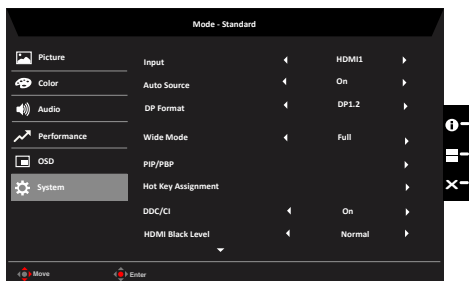 Mode - Standard
Picture
Color
Audio
Performance
OSD
System
Input HDMI1
Auto Source On
DP Format DP1.2
Wide Mode Full
PIP/PBP
Hot Key Assignment
DDC/CI On
HDMI Black Level Normal
Move Enter